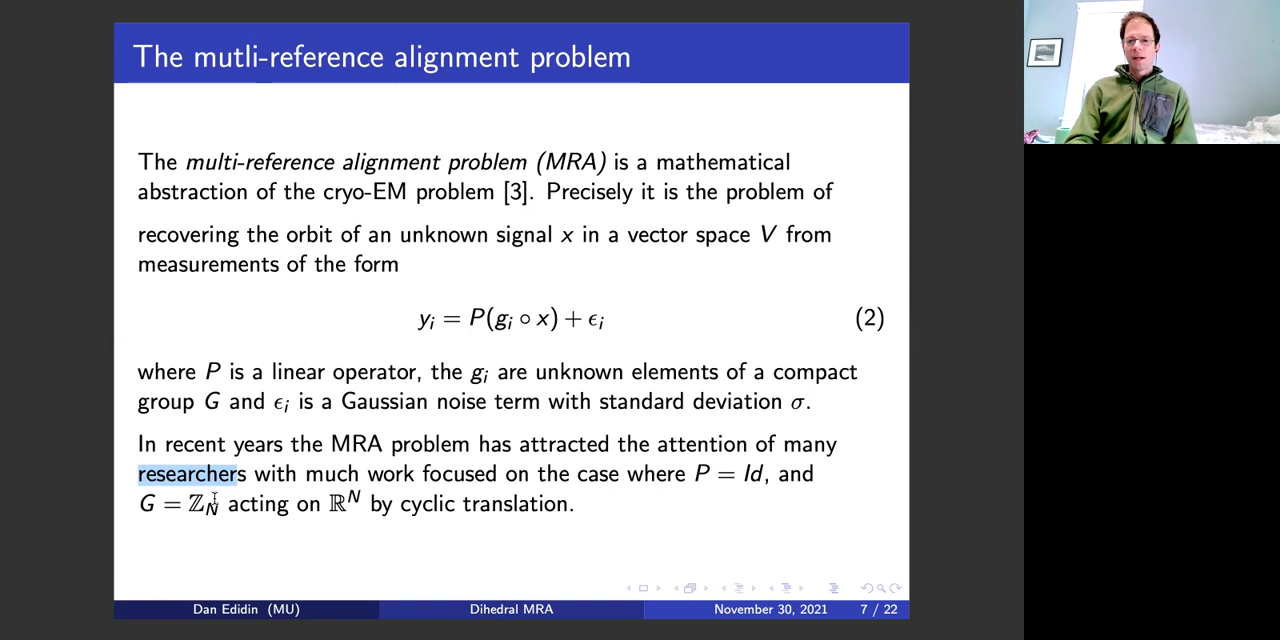 The mutli-reference alignment problem
The multi-reference alignment problem (MRA) is a mathematical
abstraction of the cryo-EM problem [3]. Precisely it is the problem of
recovering the orbit of an unknown signal x in a vector space V from
measurements of the form
y_i = P(g_i ∘ x) + ϵ_i (2)
where P is a linear operator, the g_i are unknown elements of a compact
group G and ϵ_i is a Gaussian noise term with standard deviation σ.
In recent years the MRA problem has attracted the attention of many
researchers with much work focused on the case where P = Id, and
G = ℤ_N acting on ℝ^N by cyclic translation.
Dan Edidin (MU) Dihedral MRA November 30, 2021 7 / 22